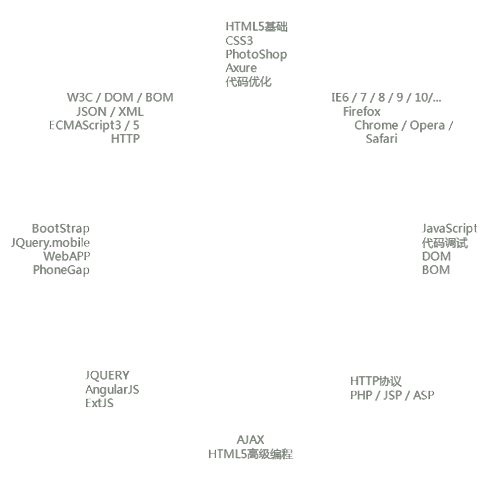 HTML5基础
CSS3
PhotoShop
Axure
代码优化
W3C / DOM / BOM
JSON / XML
ECMAScript3 / 5
HTTP
IE6 / 7 / 8 / 9 / 10/...
Firefox
Chrome / Opera /
Safari
BootStrap
JQuery.mobile
WebAPP
PhoneGap
JavaScript
代码调试
DOM
BOM
JQUERY
AngularJS
ExtJS
HTTP协议
PHP / JSP / ASP
AJAX
HTML5高级编程